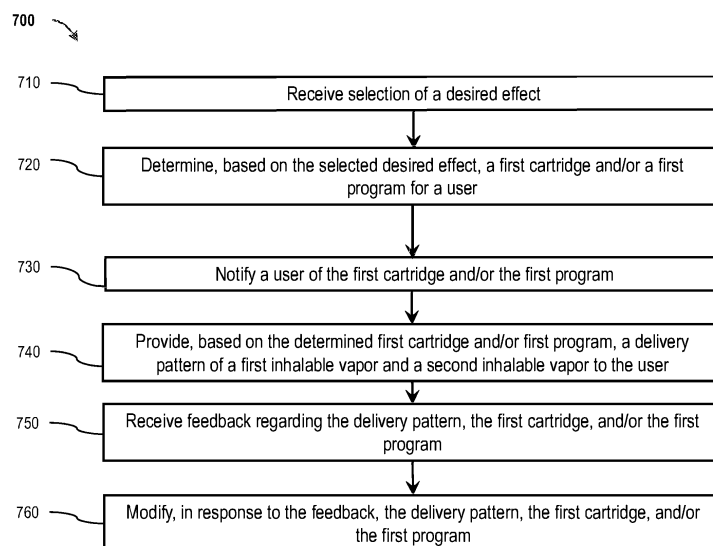 700
710
Receive selection of a desired effect
720
Determine, based on the selected desired effect, a first cartridge and/or a first
program for a user
730
Notify a user of the first cartridge and/or the first program
740
Provide, based on the determined first cartridge and/or first program, a delivery
pattern of a first inhalable vapor and a second inhalable vapor to the user
750
Receive feedback regarding the delivery pattern, the first cartridge, and/or the first
program
760
Modify, in response to the feedback, the delivery pattern, the first cartridge, and/or
the first program